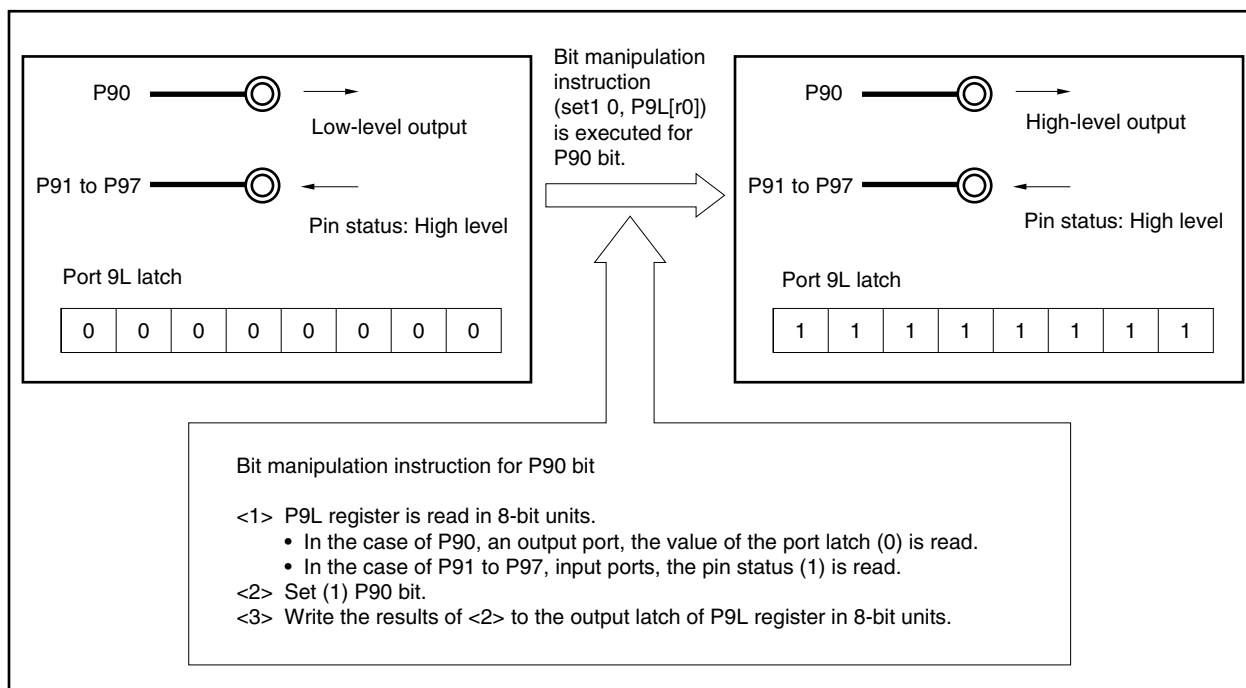 P90
Low-level output
P91 to P97
Pin status: High level
Port 9L latch
0 0 0 0 0 0 0 0
Bit manipulation
instruction
(set1 0, P9L[r0])
is executed for
P90 bit.
P90
High-level output
P91 to P97
Pin status: High level
Port 9L latch
1 1 1 1 1 1 1 1
Bit manipulation instruction for P90 bit
<1> P9L register is read in 8-bit units.
• In the case of P90, an output port, the value of the port latch (0) is read.
• In the case of P91 to P97, input ports, the pin status (1) is read.
<2> Set (1) P90 bit.
<3> Write the results of <2> to the output latch of P9L register in 8-bit units.